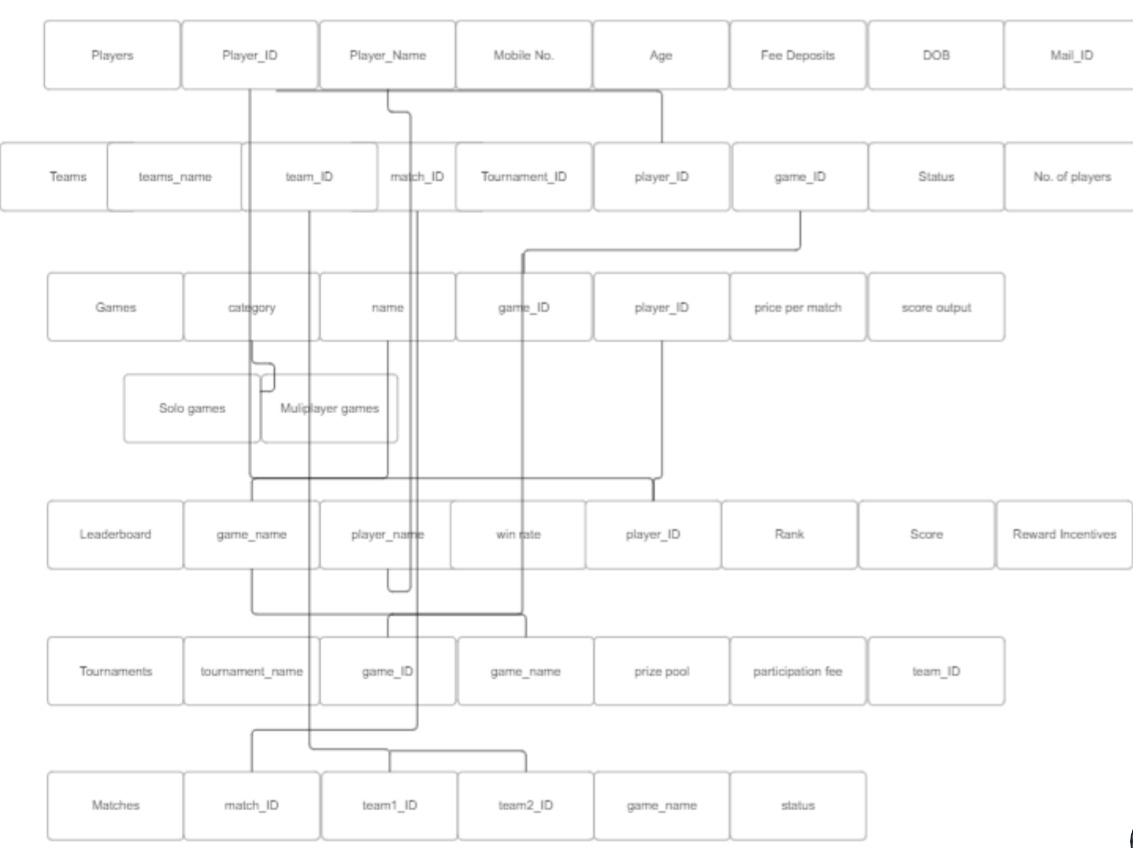 Players Player_ID Player_Name Mobile No. Age Fee Deposits DOB Mail_ID
Teams teams_name team_ID match_ID Tournament_ID player_ID game_ID Status No. of players
Games category name game_ID player_ID price per match score output
Solo games Muliplayer games
Leaderboard game_name player_name win rate player_ID Rank Score Reward Incentives
Tournaments tournament_name game_ID game_name prize pool participation fee team_ID
Matches match_ID team1_ID team2_ID game_name status